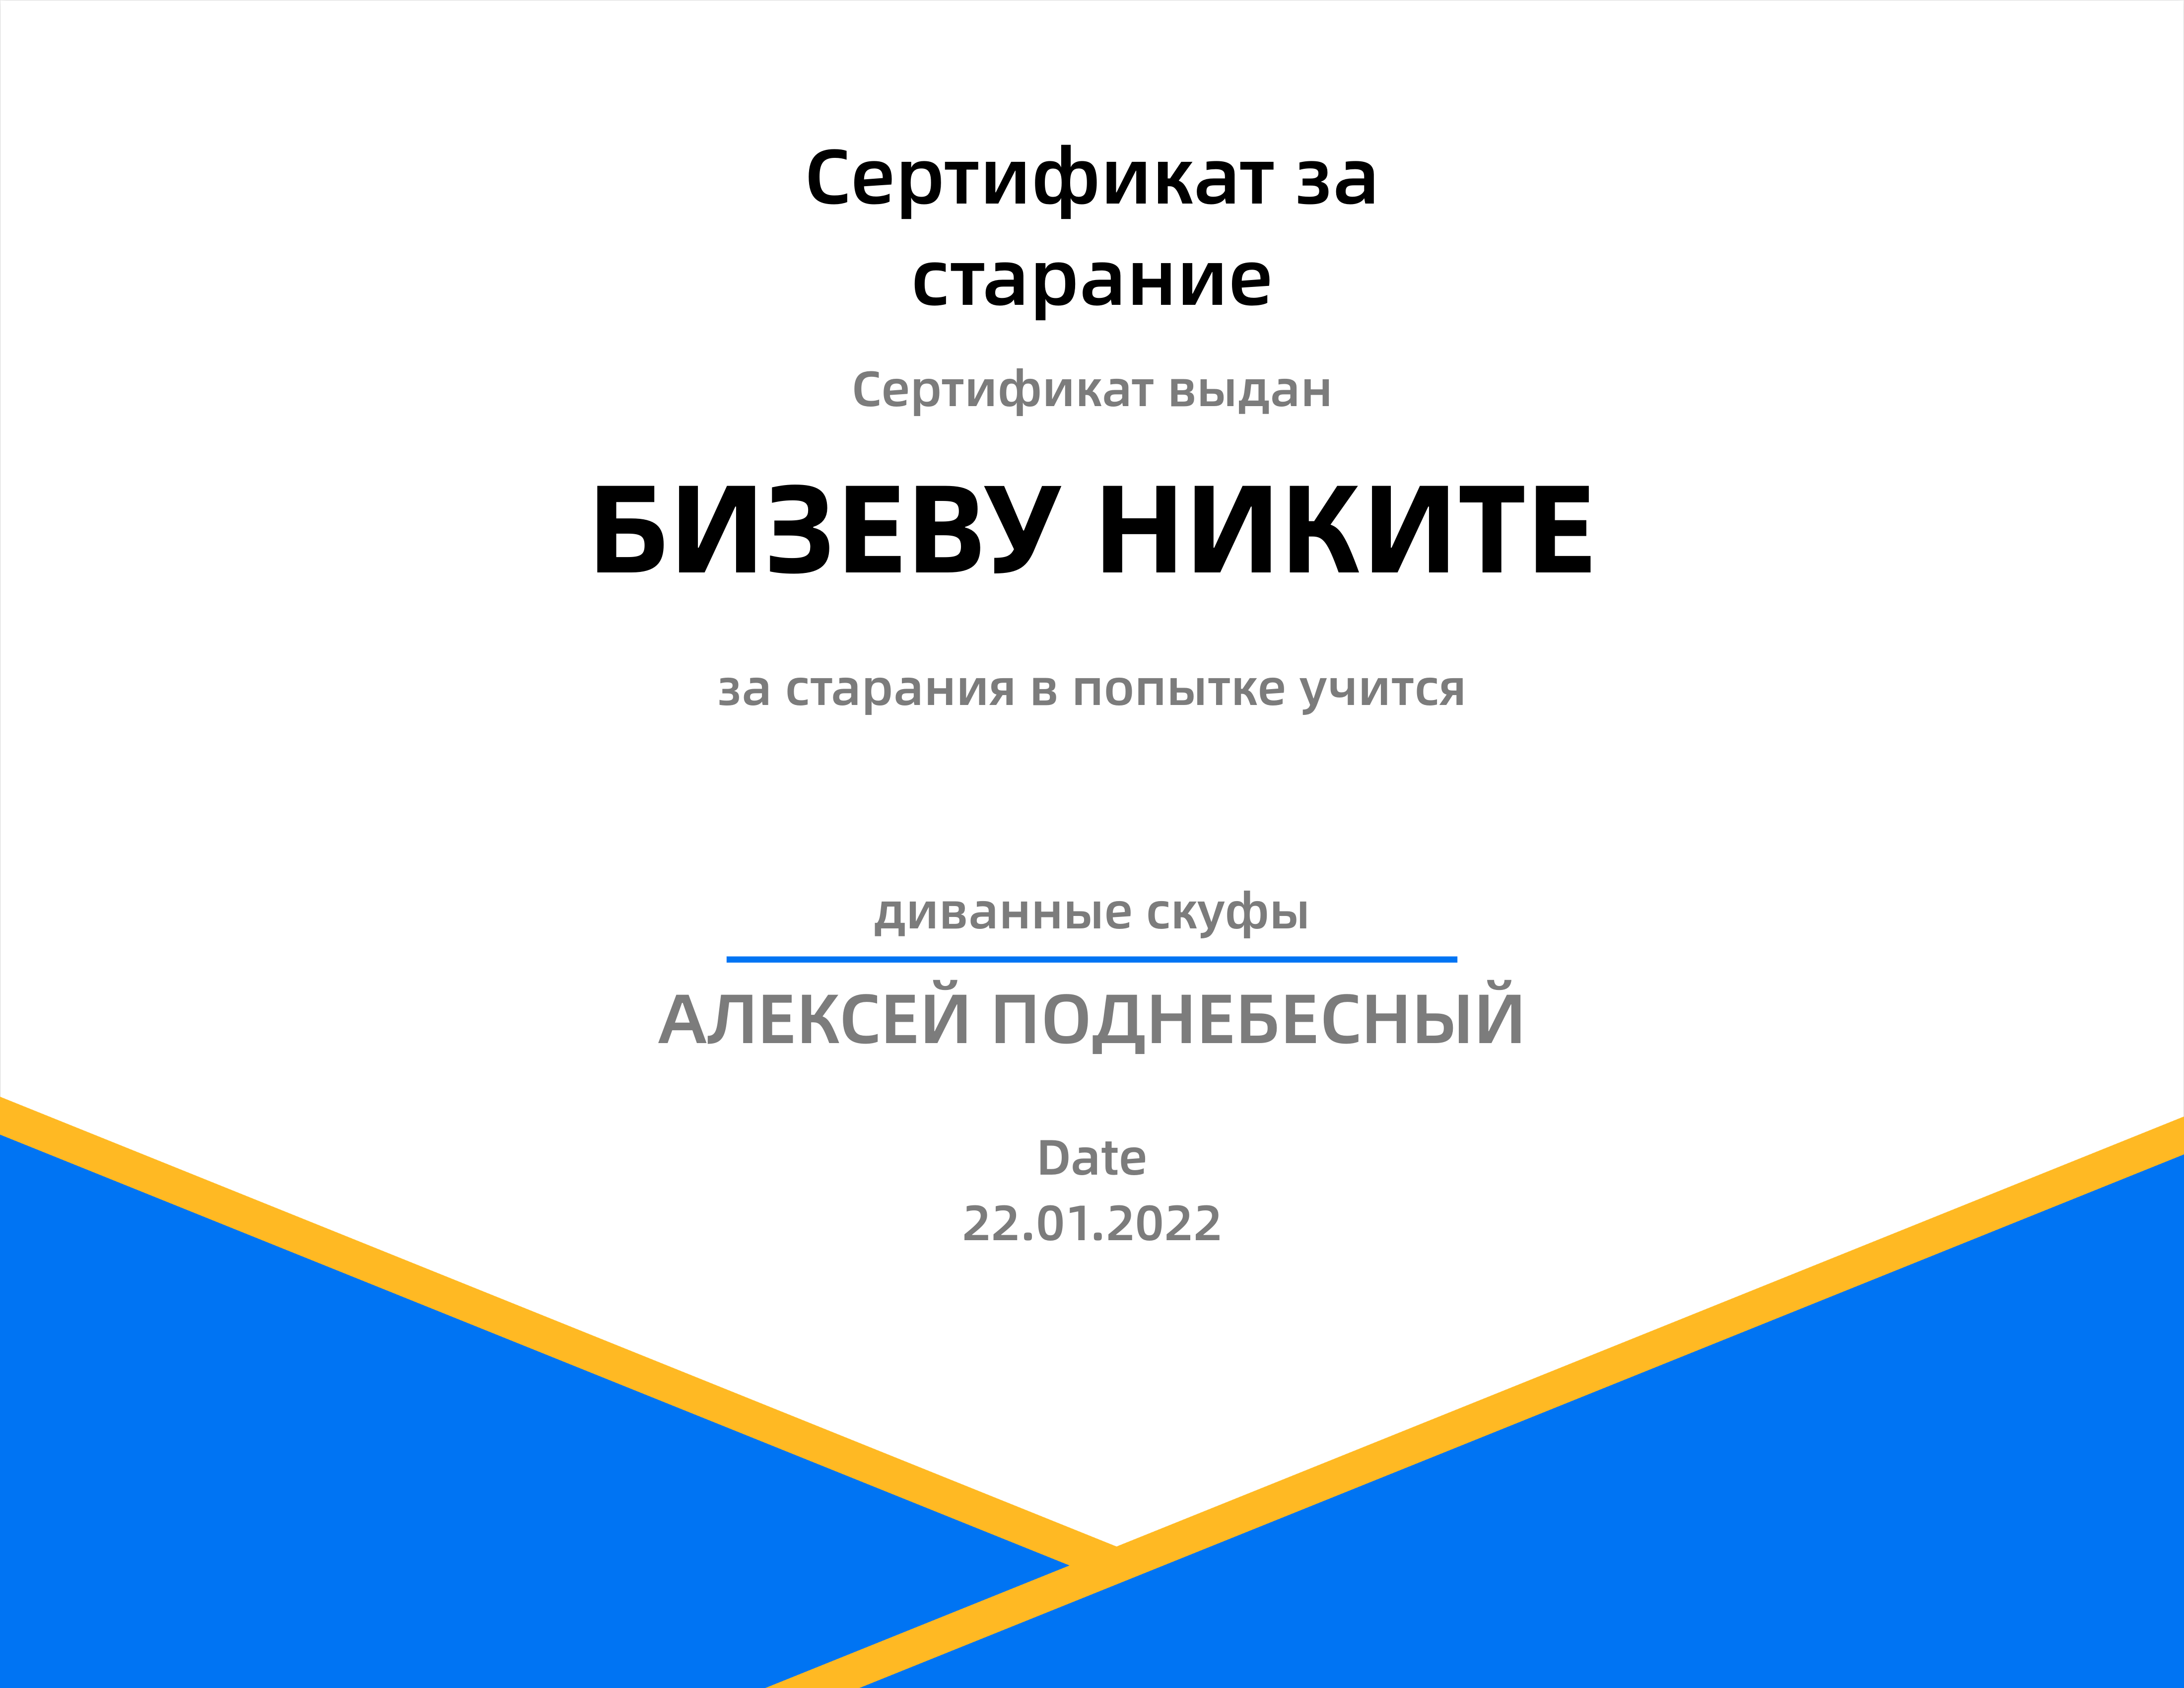 Сертификат за
старание
Сертификат выдан
БИЗЕВУ НИКИТЕ
за старания в попытке учится
диванные скуфы
АЛЕКСЕЙ ПОДНЕБЕСНЫЙ
Date
22.01.2022